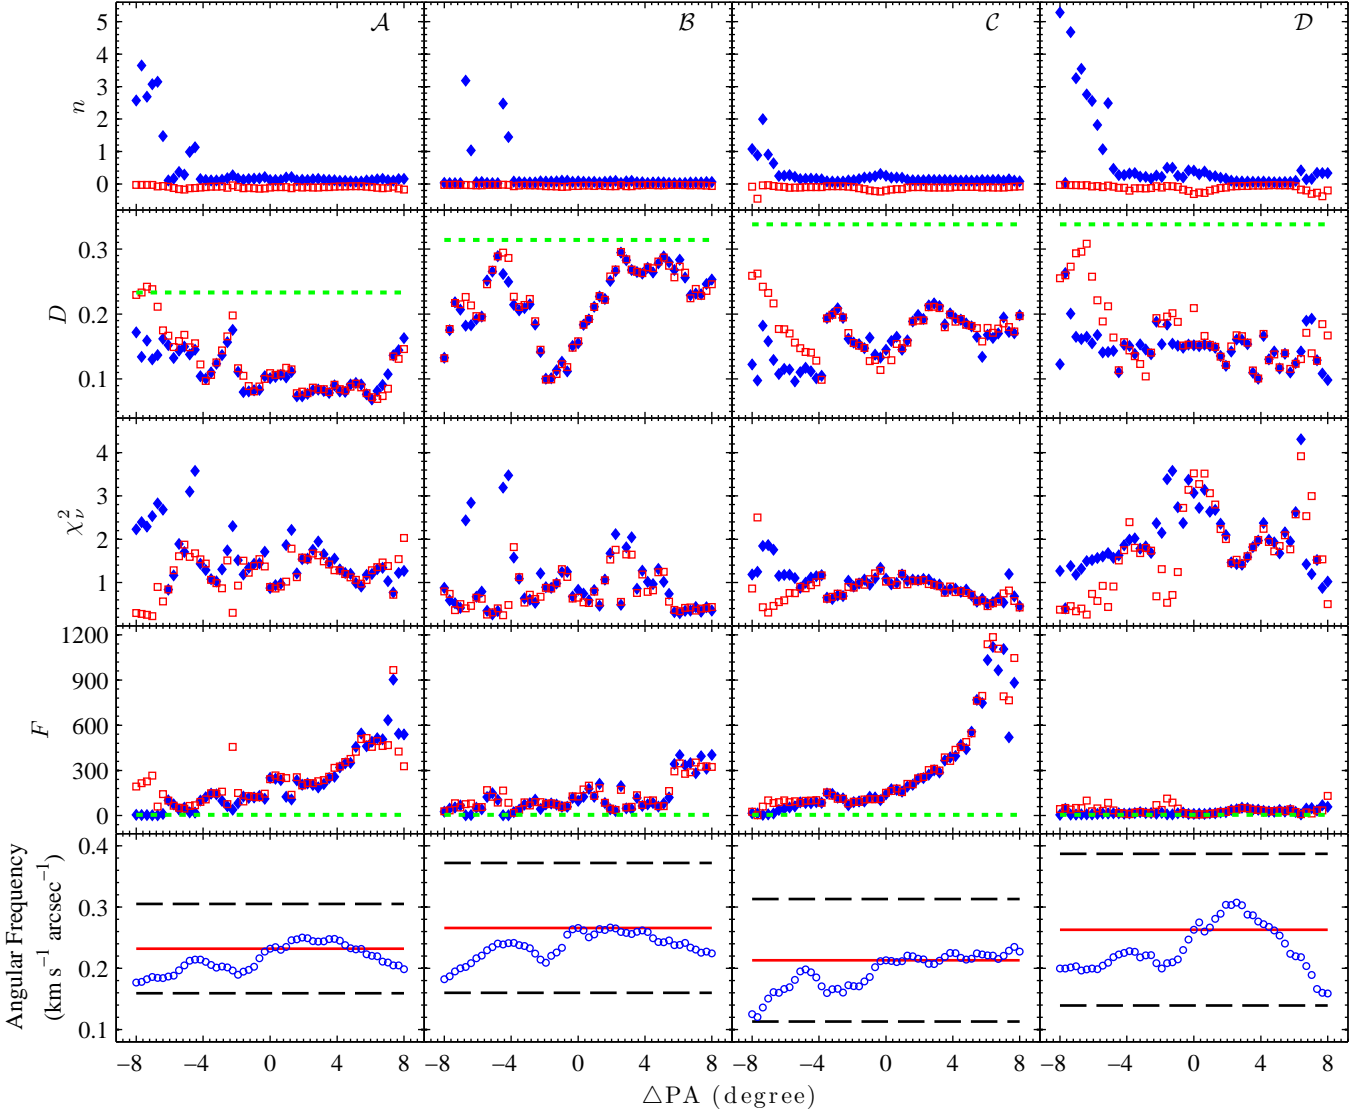 𝒜 ℬ 𝒞 𝒟
n
5
4
3
2
1
0
D
0.3
0.2
0.1
χ²ν
4
3
2
1
F
1200
900
600
300
0
Angular Frequency
(km s⁻¹ arcsec⁻¹)
0.4
0.3
0.2
0.1
−8 −4 0 4 8 −8 −4 0 4 8 −8 −4 0 4 8 −8 −4 0 4 8
△PA (degree)